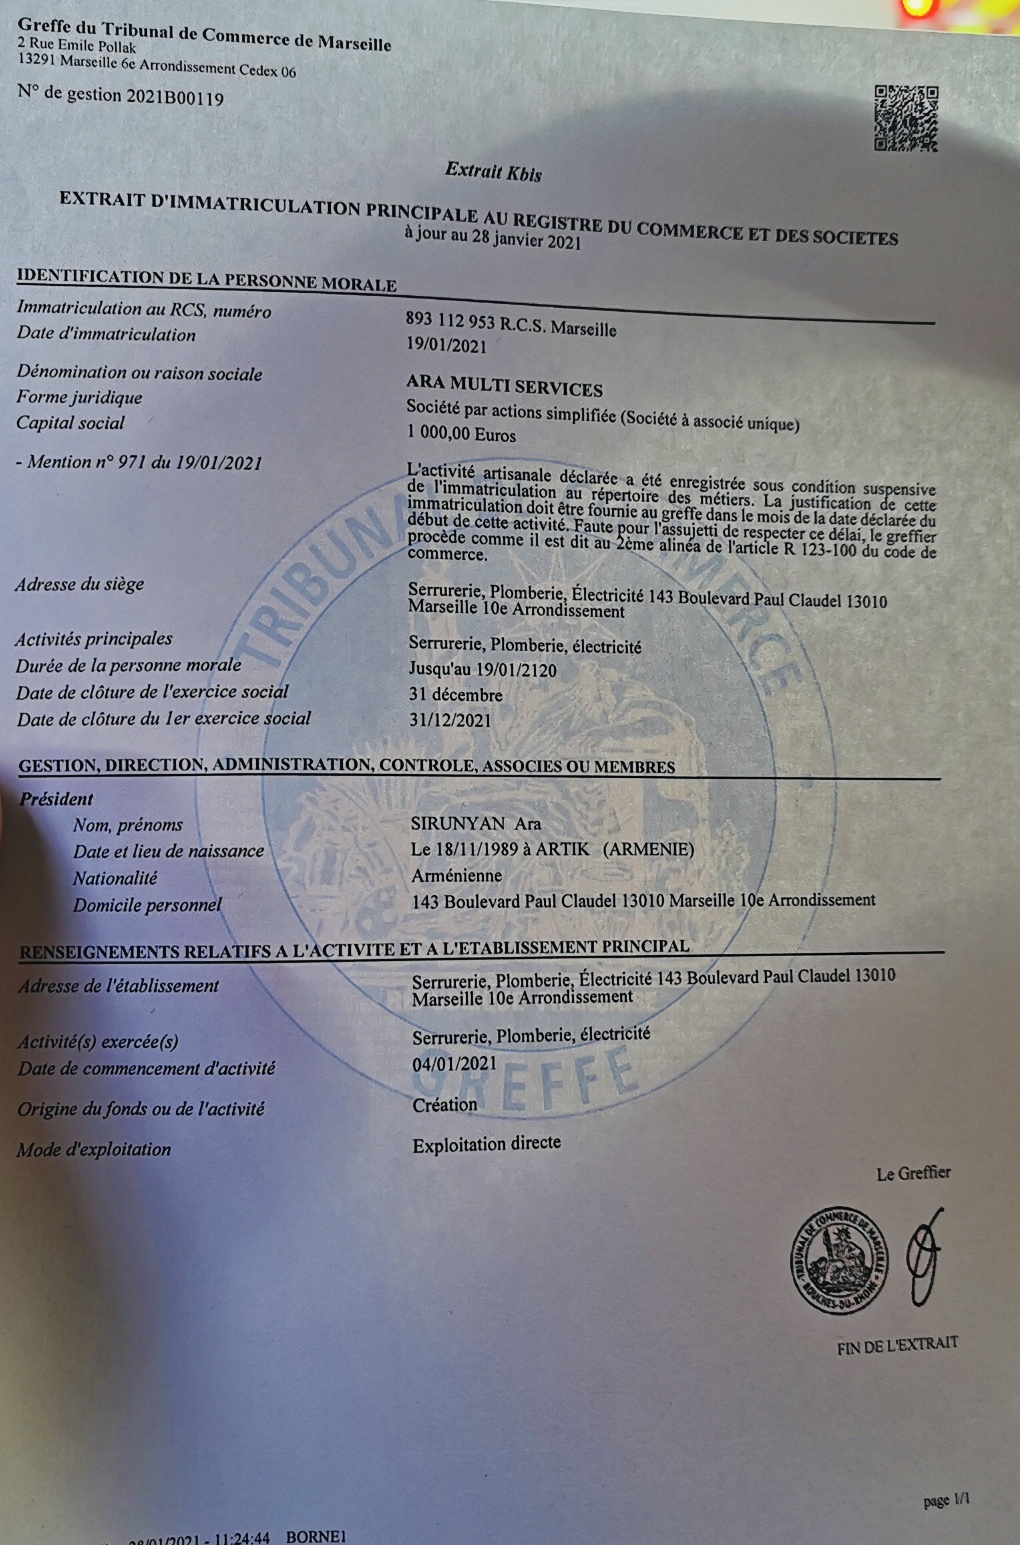 Greffe du Tribunal de Commerce de Marseille
2 Rue Emile Pollak
13291 Marseille 6e Arrondissement Cedex 06
N° de gestion 2021B00119
Extrait Kbis
EXTRAIT D'IMMATRICULATION PRINCIPALE AU REGISTRE DU COMMERCE ET DES SOCIETES
à jour au 28 janvier 2021
IDENTIFICATION DE LA PERSONNE MORALE
Immatriculation au RCS, numéro 893 112 953 R.C.S. Marseille
Date d'immatriculation 19/01/2021
Dénomination ou raison sociale ARA MULTI SERVICES
Forme juridique Société par actions simplifiée (Société à associé unique)
Capital social 1 000,00 Euros
- Mention n° 971 du 19/01/2021 L'activité artisanale déclarée a été enregistrée sous condition suspensive
de l'immatriculation au répertoire des métiers. La justification de cette
immatriculation doit être fournie au greffe dans le mois de la date déclarée du
début de cette activité. Faute pour l'assujetti de respecter ce délai, le greffier
procède comme il est dit au 2ème alinéa de l'article R 123-100 du code de
commerce.
Adresse du siège Serrurerie, Plomberie, Électricité 143 Boulevard Paul Claudel 13010
Marseille 10e Arrondissement
Activités principales Serrurerie, Plomberie, électricité
Durée de la personne morale Jusqu'au 19/01/2120
Date de clôture de l'exercice social 31 décembre
Date de clôture du 1er exercice social 31/12/2021
GESTION, DIRECTION, ADMINISTRATION, CONTROLE, ASSOCIES OU MEMBRES
Président
Nom, prénoms SIRUNYAN Ara
Date et lieu de naissance Le 18/11/1989 à ARTIK (ARMENIE)
Nationalité Arménienne
Domicile personnel 143 Boulevard Paul Claudel 13010 Marseille 10e Arrondissement
RENSEIGNEMENTS RELATIFS A L'ACTIVITE ET A L'ETABLISSEMENT PRINCIPAL
Adresse de l'établissement Serrurerie, Plomberie, Électricité 143 Boulevard Paul Claudel 13010
Marseille 10e Arrondissement
Activité(s) exercée(s) Serrurerie, Plomberie, électricité
Date de commencement d'activité 04/01/2021
GREFFE
Origine du fonds ou de l'activité Création
Mode d'exploitation Exploitation directe
Le Greffier
TRIBUNAL DE COMMERCE DE MARSEILLE
BOUCHES-DU-RHONE
FIN DE L'EXTRAIT
page 1/1
28/01/2021 - 11:24:44 BORNE1